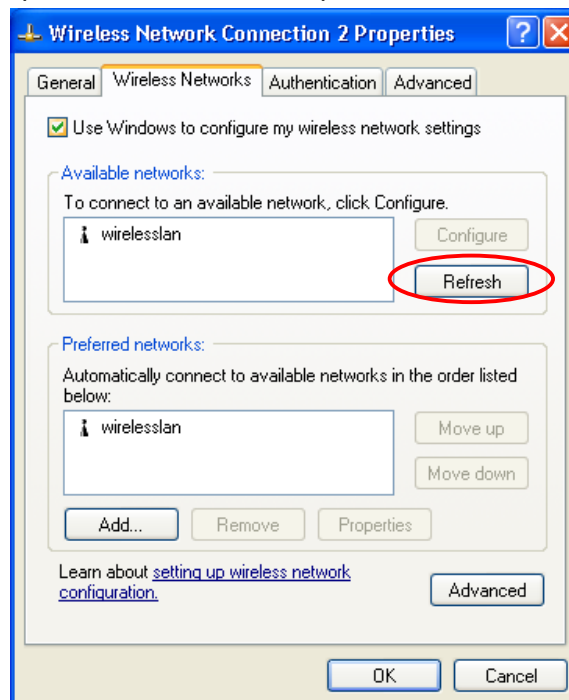 Wireless Network Connection 2 Properties
General Wireless Networks Authentication Advanced
Use Windows to configure my wireless network settings
Available networks:
To connect to an available network, click Configure.
wirelesslan
Configure
Refresh
Preferred networks:
Automatically connect to available networks in the order listed
below:
wirelesslan
Move up
Move down
Add... Remove Properties
Learn about setting up wireless network
configuration.
Advanced
OK Cancel